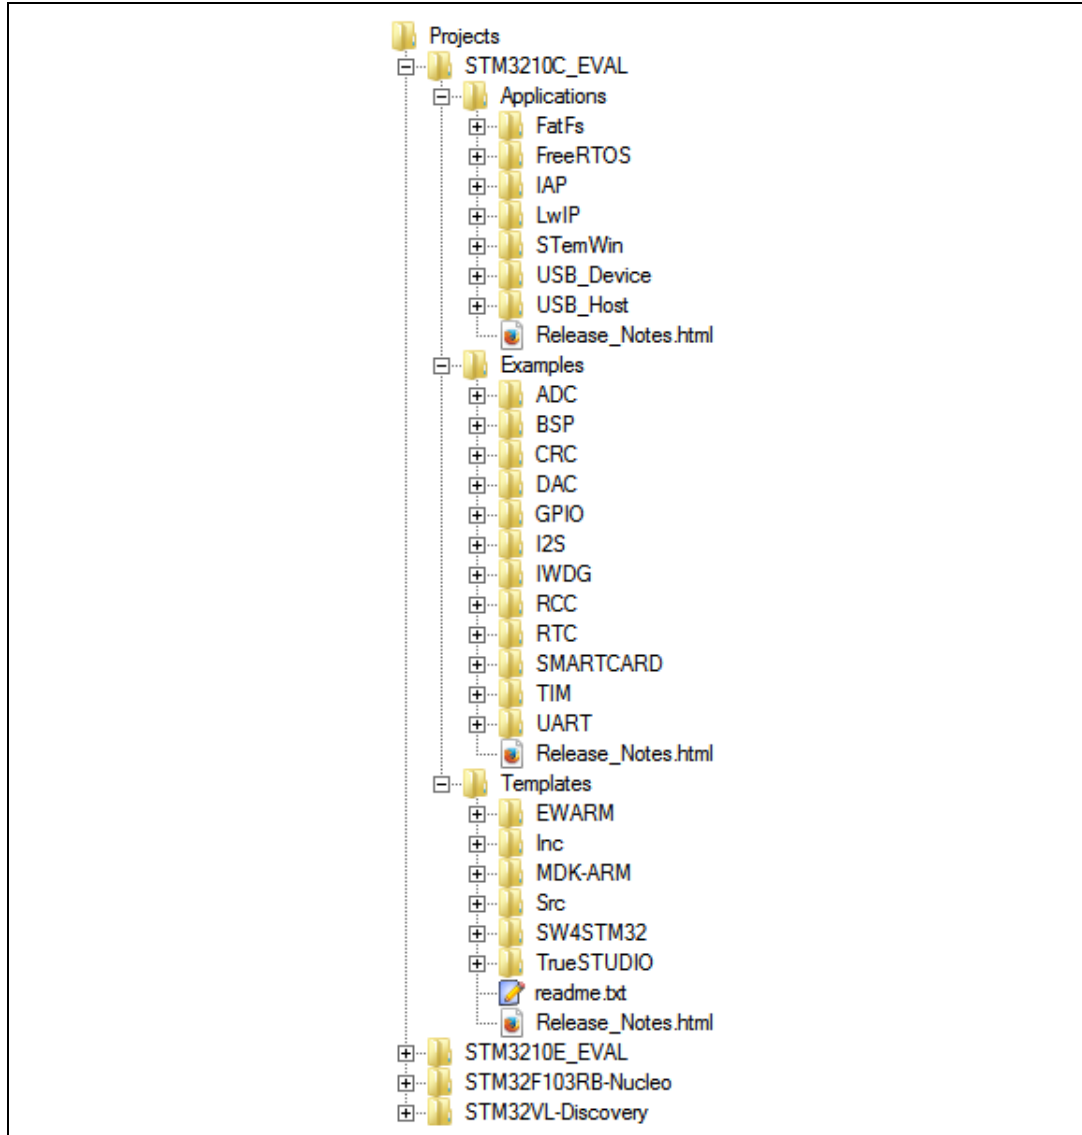 Projects
STM3210C_EVAL
Applications
FatFs
FreeRTOS
IAP
LwIP
STemWin
USB_Device
USB_Host
Release_Notes.html
Examples
ADC
BSP
CRC
DAC
GPIO
I2S
IWDG
RCC
RTC
SMARTCARD
TIM
UART
Release_Notes.html
Templates
EWARM
Inc
MDK-ARM
Src
SW4STM32
TrueSTUDIO
readme.txt
Release_Notes.html
STM3210E_EVAL
STM32F103RB-Nucleo
STM32VL-Discovery